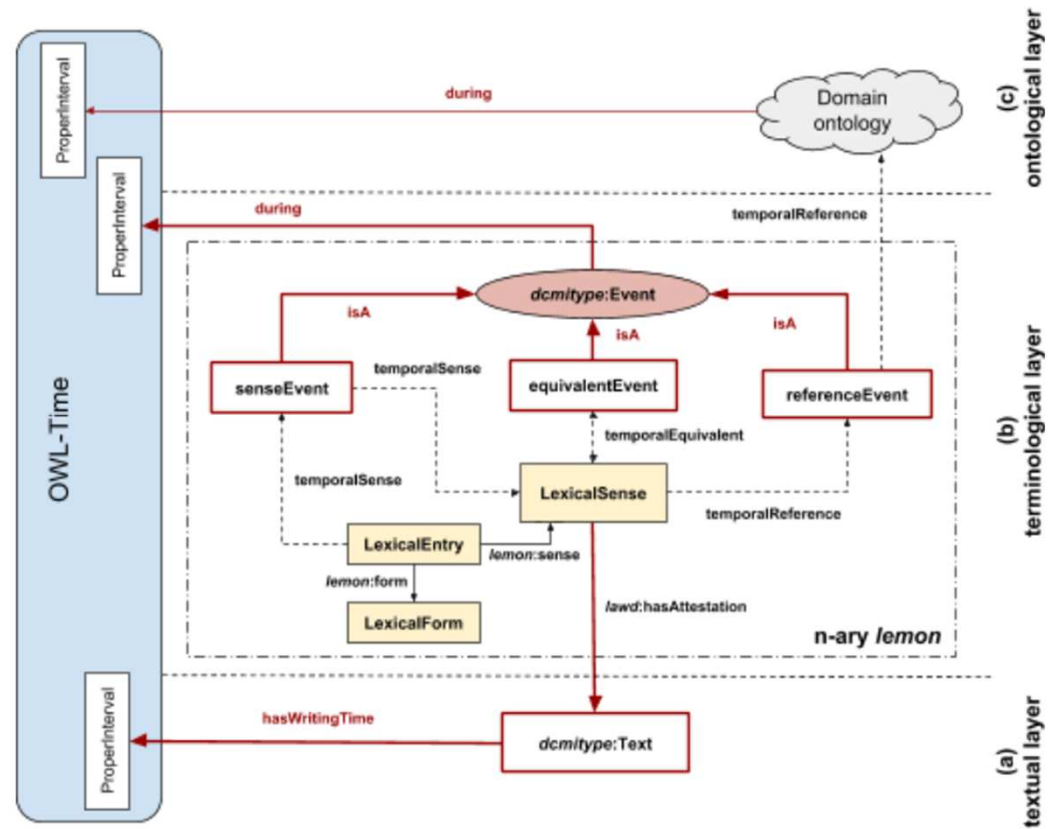 ProperInterval
during
Domain
ontology
(c)
ontological layer
ProperInterval
during
temporalReference
dcmitype:Event
isA
isA
isA
temporalSense
senseEvent
equivalentEvent
referenceEvent
OWL-Time
temporalEquivalent
(b)
terminological layer
temporalSense
LexicalSense
temporalReference
LexicalEntry
lemon:sense
lemon:form
lawd:hasAttestation
LexicalForm
n-ary lemon
ProperInterval
hasWritingTime
dcmitype:Text
(a)
textual layer